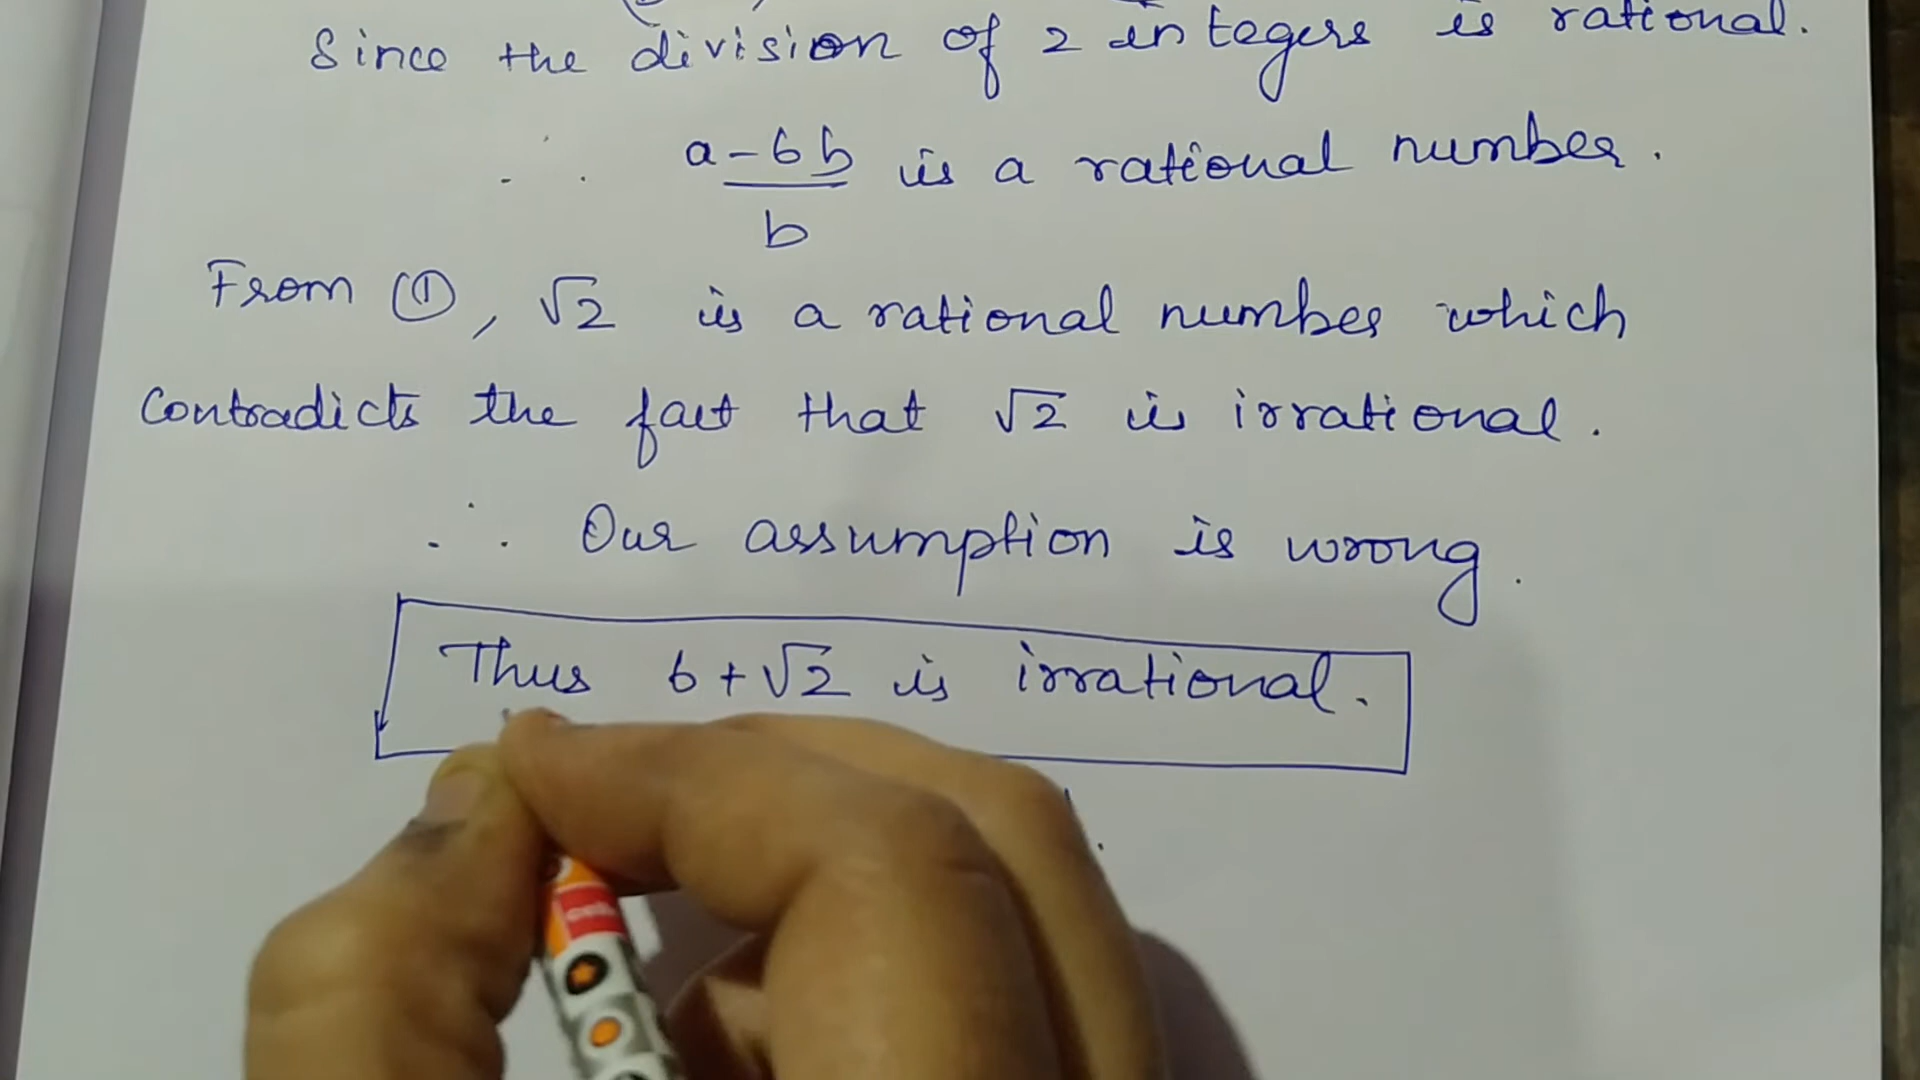 Since the division of 2 integers is rational.
∴ a-6b/b is a rational number.
From ①, √2 is a rational number which
contradicts the fact that √2 is irrational.
∴ Our assumption is wrong.
Thus 6+√2 is irrational.